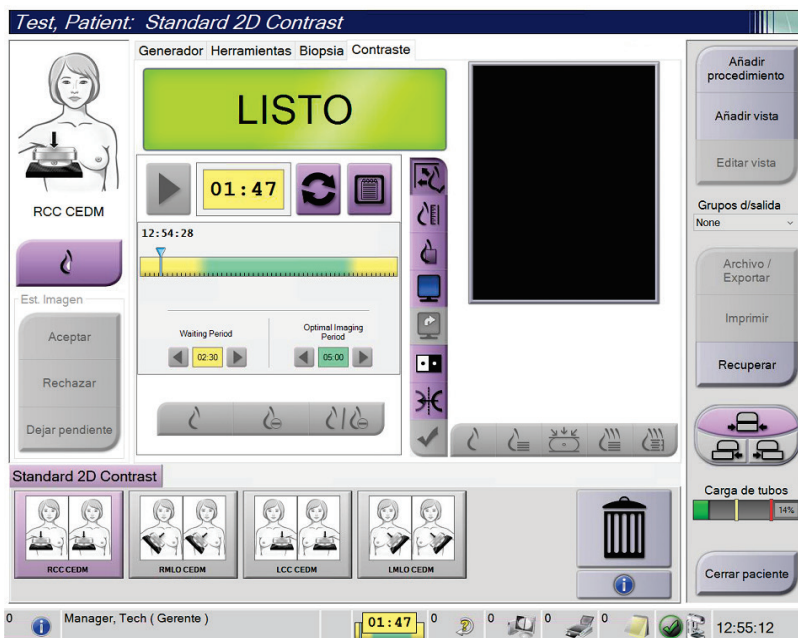 Test, Patient: Standard 2D Contrast
Generador Herramientas Biopsia Contraste
LISTO
RCC CEDM
01:47
12:54:28
Waiting Period
Optimal Imaging
Period
02:30
05:00
Est. Imagen
Aceptar
Rechazar
Dejar pendiente
Añadir
procedimiento
Añadir vista
Editar vista
Grupos d/salida
None
Archivo /
Exportar
Imprimir
Recuperar
Carga de tubos
14%
Cerrar paciente
Standard 2D Contrast
RCC CEDM
RMLO CEDM
LCC CEDM
LMLO CEDM
0 Manager, Tech ( Gerente ) 01:47 0 0 0 0 12:55:12